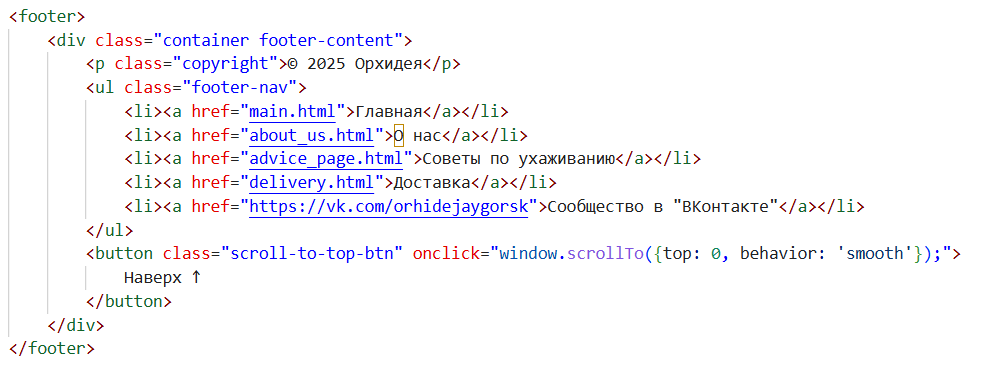 <footer>
    <div class="container footer-content">
        <p class="copyright">© 2025 Орхидея</p>
        <ul class="footer-nav">
            <li><a href="main.html">Главная</a></li>
            <li><a href="about_us.html">О нас</a></li>
            <li><a href="advice_page.html">Советы по ухаживанию</a></li>
            <li><a href="delivery.html">Доставка</a></li>
            <li><a href="https://vk.com/orhidejaygorsk">Сообщество в "ВКонтакте"</a></li>
        </ul>
        <button class="scroll-to-top-btn" onclick="window.scrollTo({top: 0, behavior: 'smooth'});">
            Наверх ↑
        </button>
    </div>
</footer>